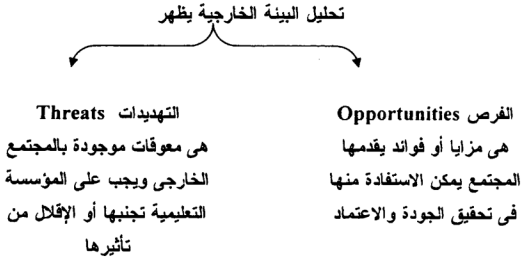 تحليل البيئة الخارجية يظهر
الفرص Opportunities
هى مزايا أو فوائد يقدمها
المجتمع يمكن الاستفادة منها
فى تحقيق الجودة والاعتماد
التهديدات Threats
هى معوقات موجودة بالمجتمع
الخارجى ويجب على المؤسسة
التعليمية تجنبها أو الإقلال من
تأثيرها